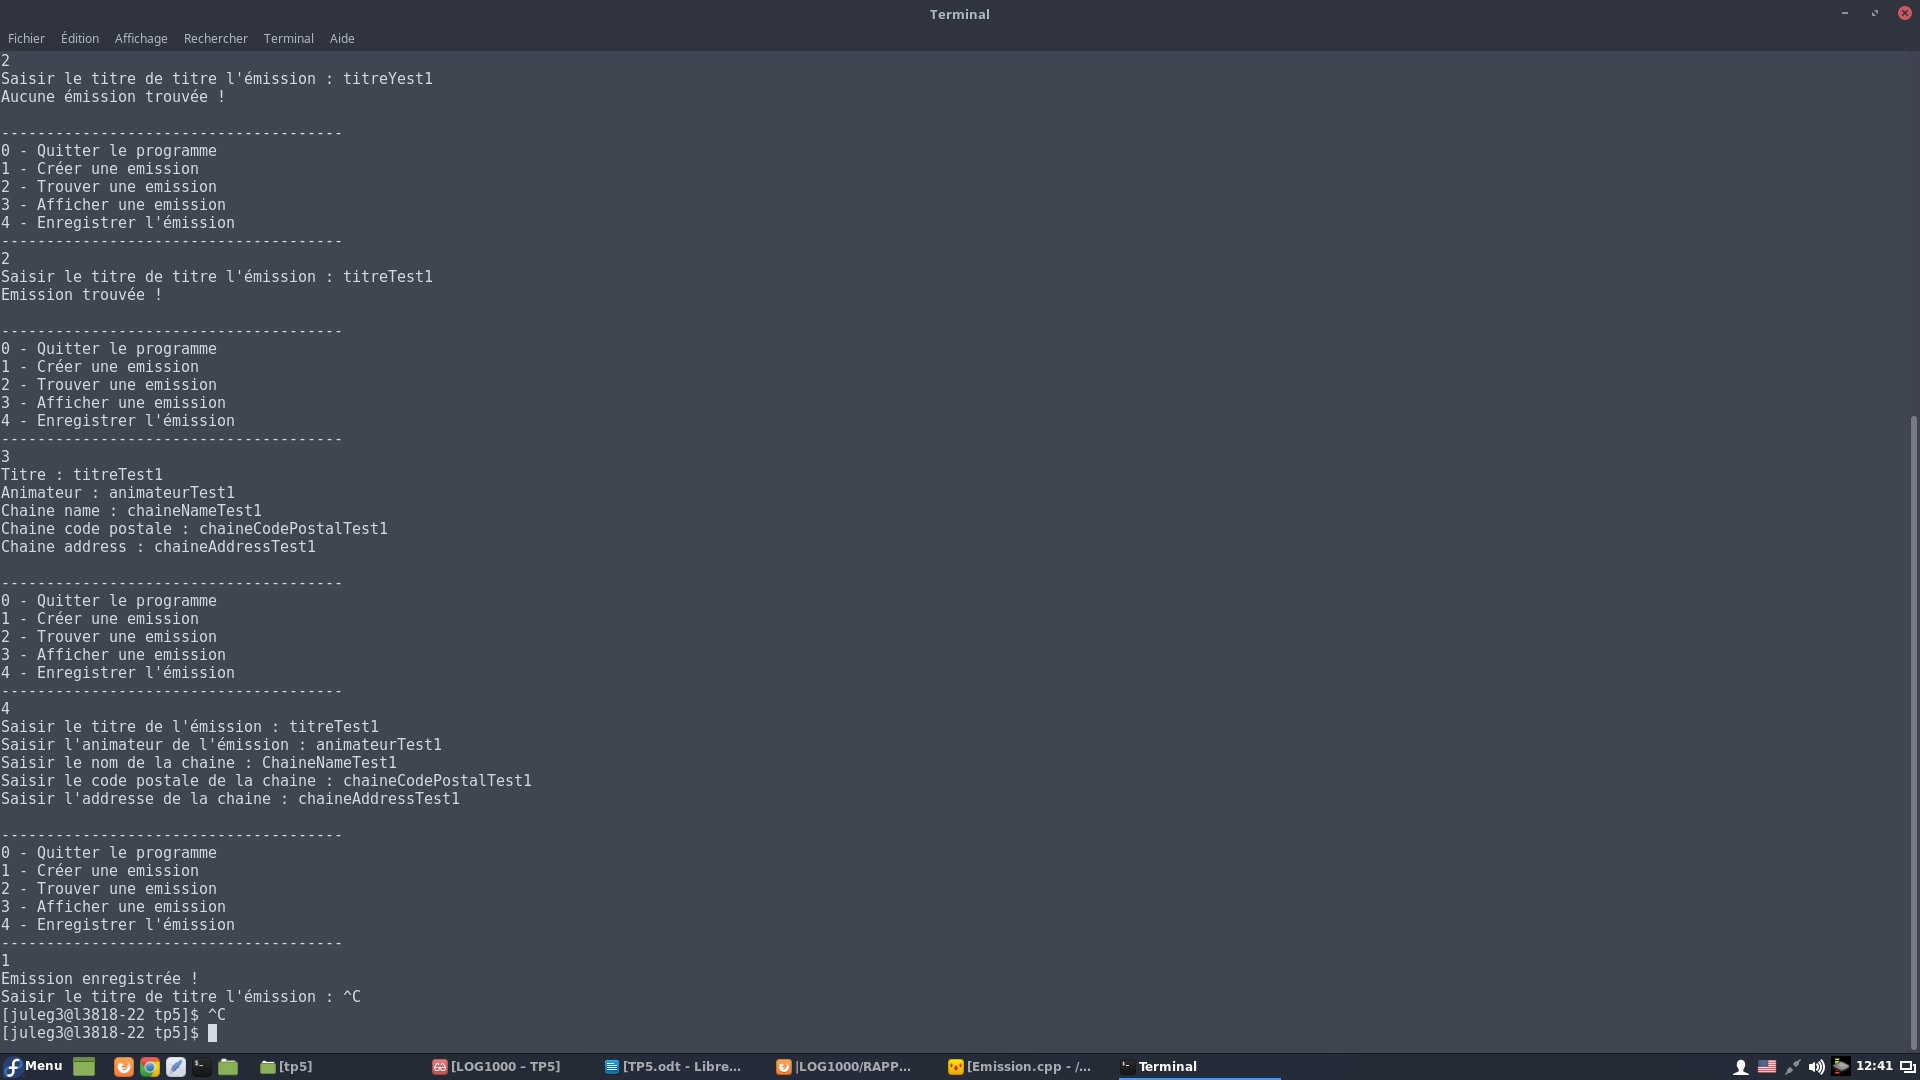 Terminal
Fichier Édition Affichage Rechercher Terminal Aide
2
Saisir le titre de titre l'émission : titreYest1
Aucune émission trouvée !
--------------------------------------
0 - Quitter le programme
1 - Créer une emission
2 - Trouver une emission
3 - Afficher une emission
4 - Enregistrer l'émission
--------------------------------------
2
Saisir le titre de titre l'émission : titreTest1
Emission trouvée !
--------------------------------------
0 - Quitter le programme
1 - Créer une emission
2 - Trouver une emission
3 - Afficher une emission
4 - Enregistrer l'émission
--------------------------------------
3
Titre : titreTest1
Animateur : animateurTest1
Chaine name : chaineNameTest1
Chaine code postale : chaineCodePostalTest1
Chaine address : chaineAddressTest1
--------------------------------------
0 - Quitter le programme
1 - Créer une emission
2 - Trouver une emission
3 - Afficher une emission
4 - Enregistrer l'émission
--------------------------------------
4
Saisir le titre de l'émission : titreTest1
Saisir l'animateur de l'émission : animateurTest1
Saisir le nom de la chaine : ChaineNameTest1
Saisir le code postale de la chaine : chaineCodePostalTest1
Saisir l'addresse de la chaine : chaineAddressTest1
--------------------------------------
0 - Quitter le programme
1 - Créer une emission
2 - Trouver une emission
3 - Afficher une emission
4 - Enregistrer l'émission
--------------------------------------
1
Emission enregistrée !
Saisir le titre de titre l'émission : ^C
[juleg3@l3818-22 tp5]$ ^C
[juleg3@l3818-22 tp5]$
Menu [tp5] [LOG1000 – TP5] [TP5.odt - Libre... |LOG1000/RAPP... [Emission.cpp - /... Terminal 12:41